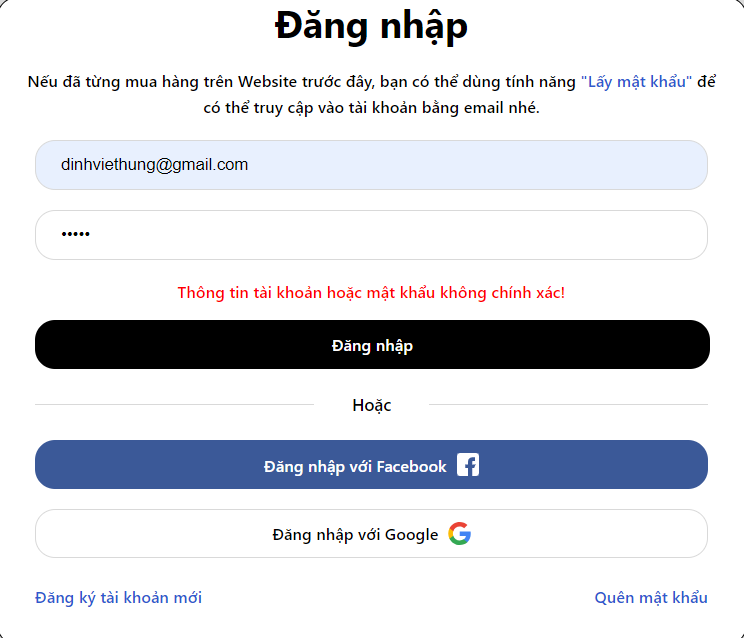 Đăng nhập
Nếu đã từng mua hàng trên Website trước đây, bạn có thể dùng tính năng "Lấy mật khẩu" để
có thể truy cập vào tài khoản bằng email nhé.
dinhviethung@gmail.com
•••••
Thông tin tài khoản hoặc mật khẩu không chính xác!
Đăng nhập
Hoặc
Đăng nhập với Facebook
Đăng nhập với Google
Đăng ký tài khoản mới Quên mật khẩu